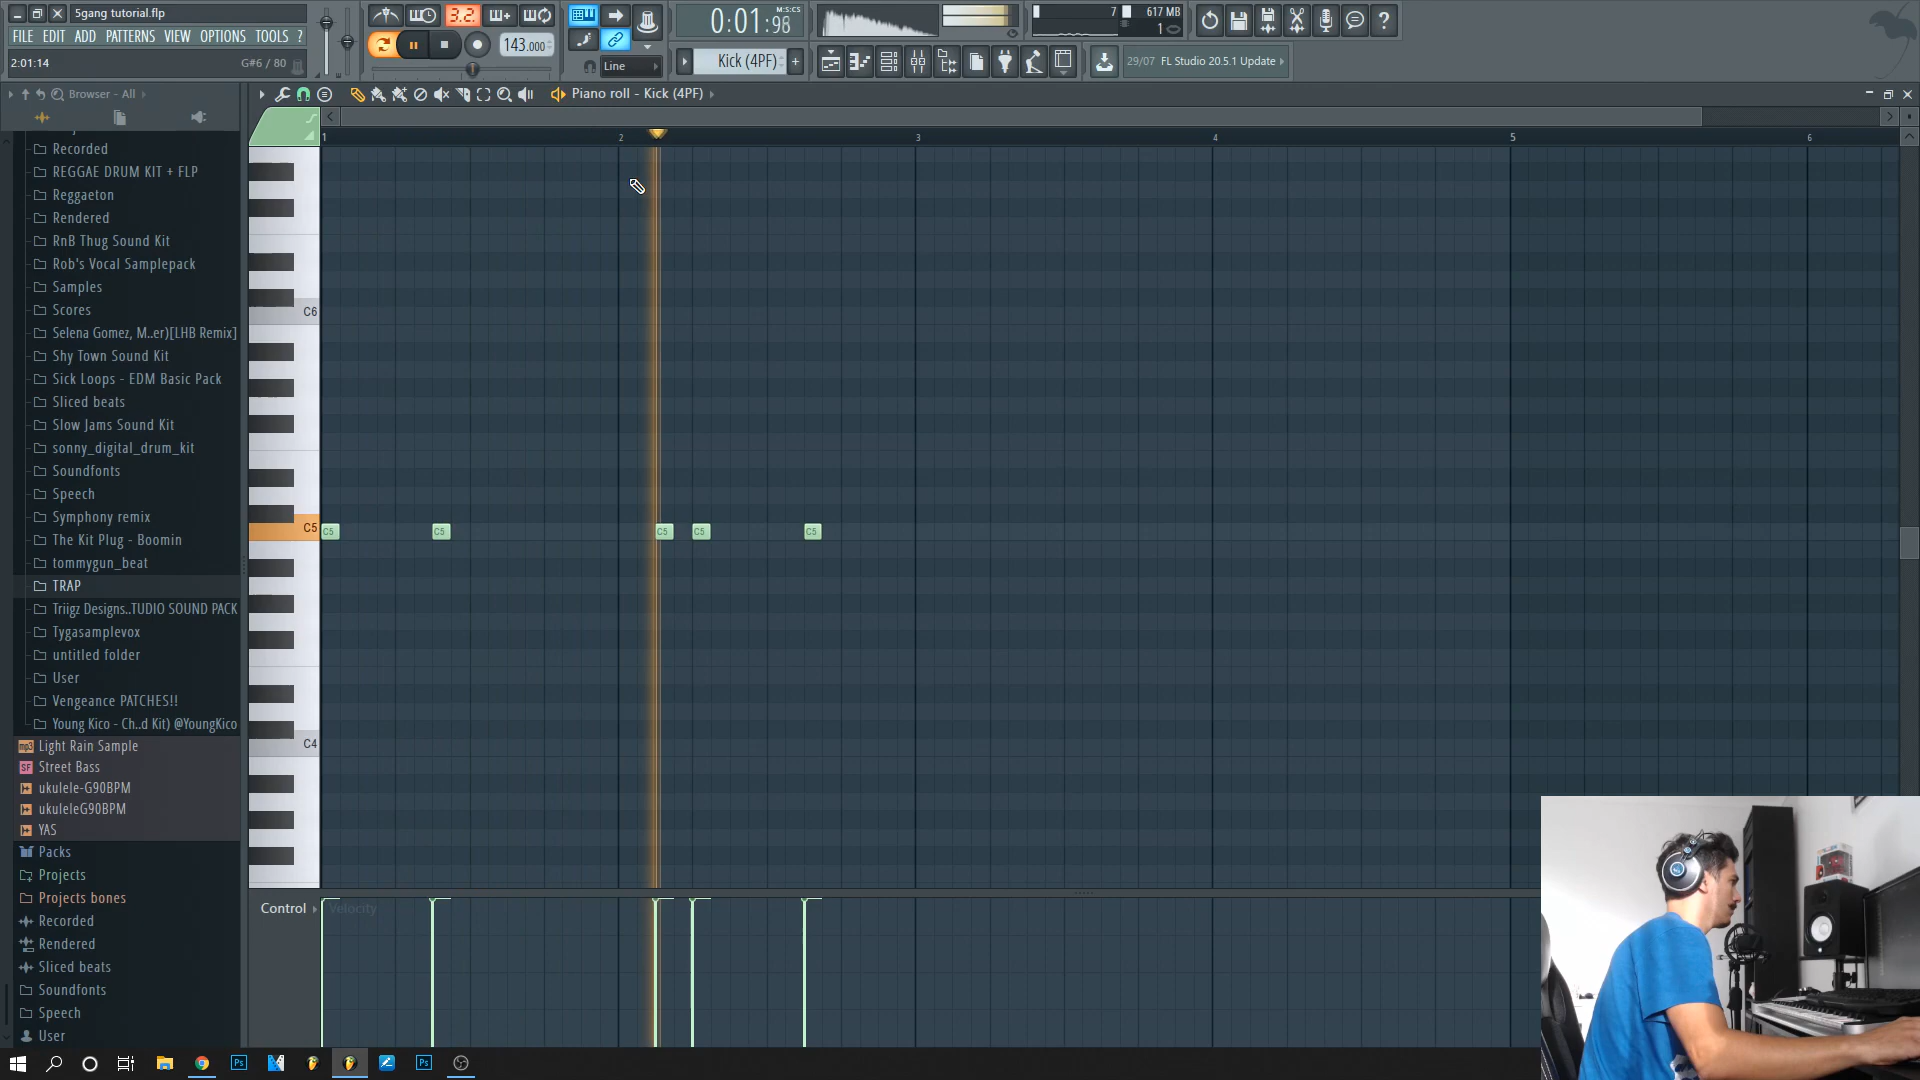 5gang tutorial.flp
FILE EDIT ADD PATTERNS VIEW OPTIONS TOOLS ?
2:01:14 G#6 / 80
3.2
143.000
Line
0:01:98 M:S:CS
Kick (4PF)
7 617 MB
1
29/07 FL Studio 20.5.1 Update
Browser - All
Piano roll - Kick (4PF)
1 2 3 4 5 6
Recorded
REGGAE DRUM KIT + FLP
Reggaeton
Rendered
RnB Thug Sound Kit
Rob's Vocal Samplepack
Samples
Scores
Selena Gomez, M..er)[LHB Remix]
Shy Town Sound Kit
Sick Loops - EDM Basic Pack
Sliced beats
Slow Jams Sound Kit
sonny_digital_drum_kit
Soundfonts
Speech
Symphony remix
The Kit Plug - Boomin
tommygun_beat
TRAP
Triigz Designs..TUDIO SOUND PACK
Tygasamplevox
untitled folder
User
Vengeance PATCHES!!
Young Kico - Ch..d Kit) @YoungKico
mp3 Light Rain Sample
SF Street Bass
ukulele-G90BPM
ukuleleG90BPM
YAS
Packs
Projects
Projects bones
Recorded
Rendered
Sliced beats
Soundfonts
Speech
User
C6
C5
C5 C5 C5 C5 C5
C4
Control Velocity
Ps Ps